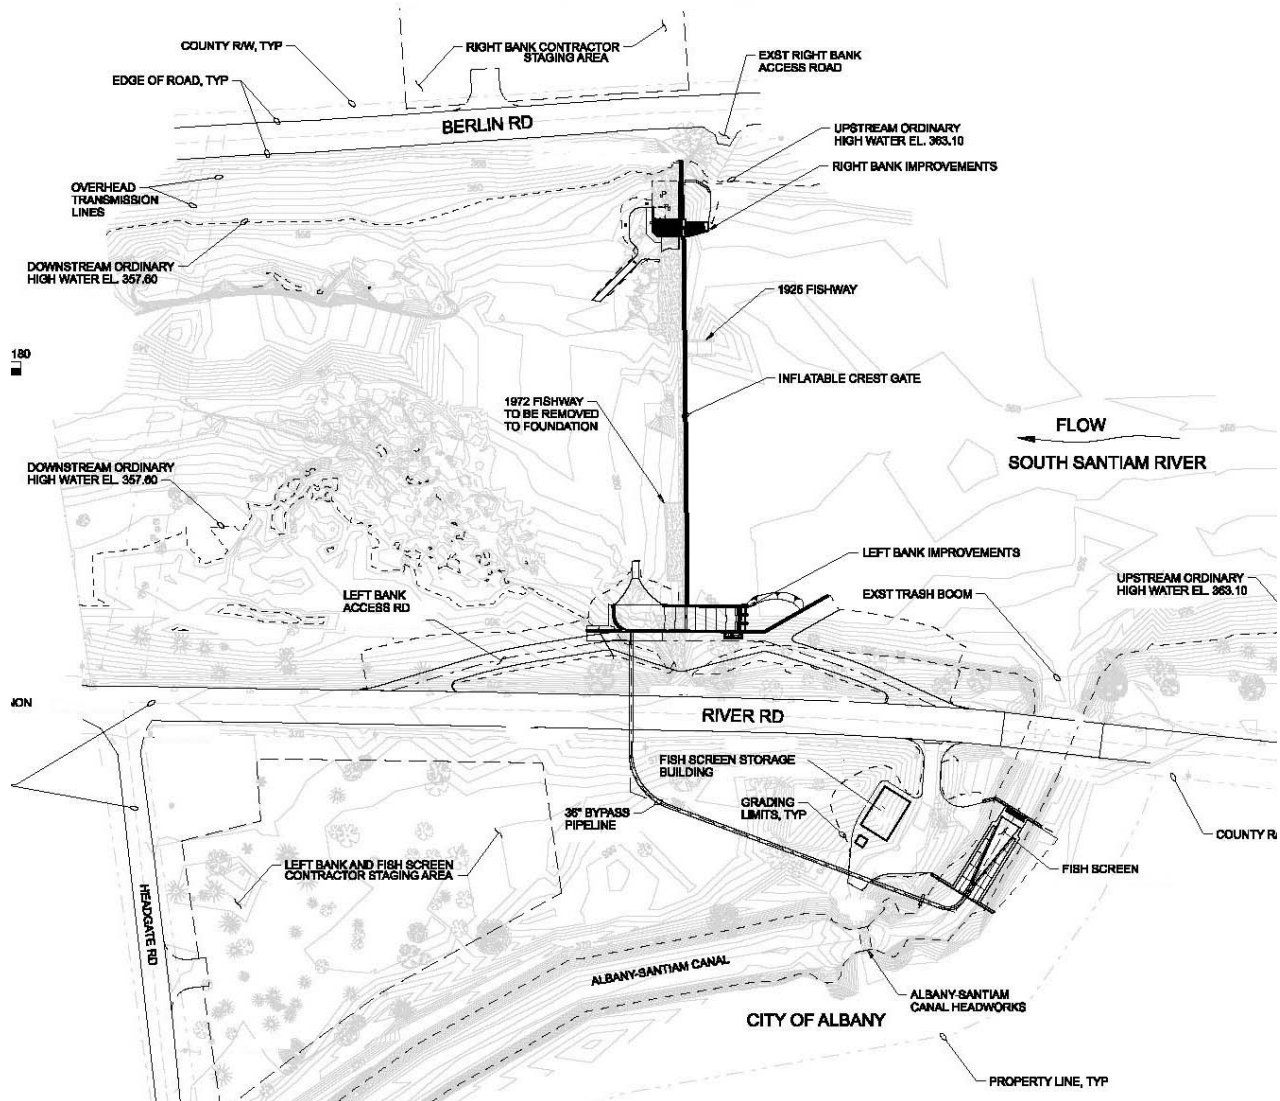 COUNTY R/W, TYP
RIGHT BANK CONTRACTOR
STAGING AREA
EXST RIGHT BANK
ACCESS ROAD
EDGE OF ROAD, TYP
BERLIN RD
UPSTREAM ORDINARY
HIGH WATER EL. 363.10
RIGHT BANK IMPROVEMENTS
OVERHEAD
TRANSMISSION
LINES
DOWNSTREAM ORDINARY
HIGH WATER EL. 357.60
1925 FISHWAY
180
INFLATABLE CREST GATE
1972 FISHWAY
TO BE REMOVED
TO FOUNDATION
FLOW
SOUTH SANTIAM RIVER
DOWNSTREAM ORDINARY
HIGH WATER EL. 357.60
LEFT BANK IMPROVEMENTS
LEFT BANK
ACCESS RD
EXST TRASH BOOM
UPSTREAM ORDINARY
HIGH WATER EL. 363.10
NON
RIVER RD
370
FISH SCREEN STORAGE
BUILDING
36" BYPASS
PIPELINE
GRADING
LIMITS, TYP
COUNTY R/
LEFT BANK AND FISH SCREEN
CONTRACTOR STAGING AREA
FISH SCREEN
HEADGATE RD
ALBANY-SANTIAM CANAL
ALBANY-SANTIAM
CANAL HEADWORKS
CITY OF ALBANY
PROPERTY LINE, TYP